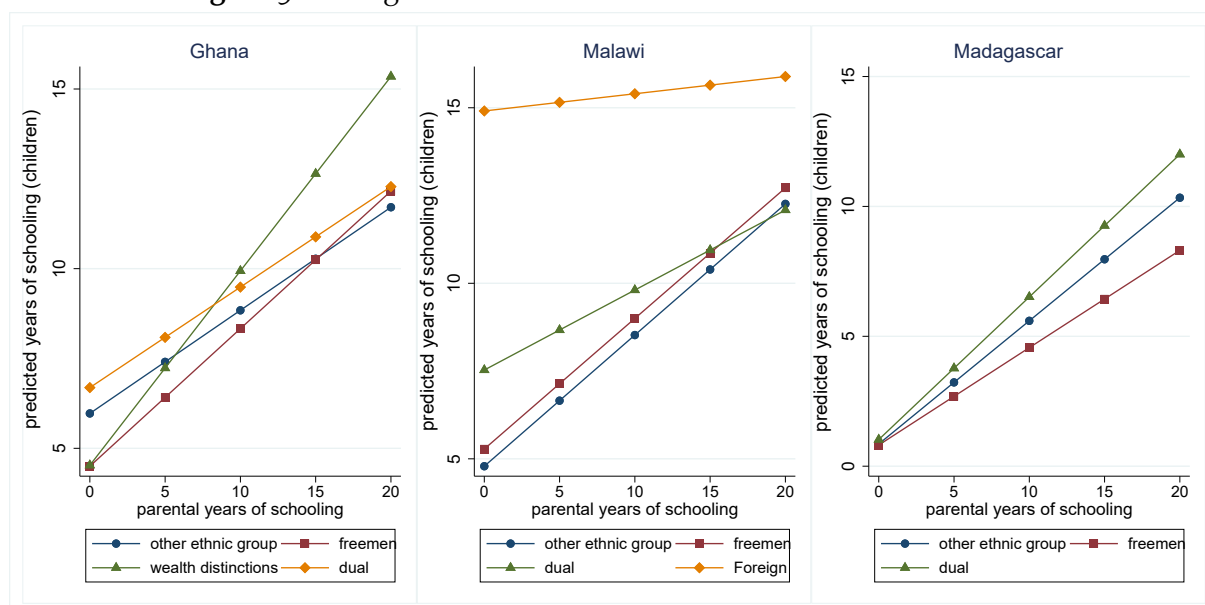 Ghana
predicted years of schooling (children)
15
10
5
0 5 10 15 20
parental years of schooling
other ethnic group freemen
wealth distinctions dual
Malawi
predicted years of schooling (children)
15
10
5
0 5 10 15 20
parental years of schooling
other ethnic group freemen
dual Foreign
Madagascar
predicted years of schooling (children)
15
10
5
0
0 5 10 15 20
parental years of schooling
other ethnic group freemen
dual